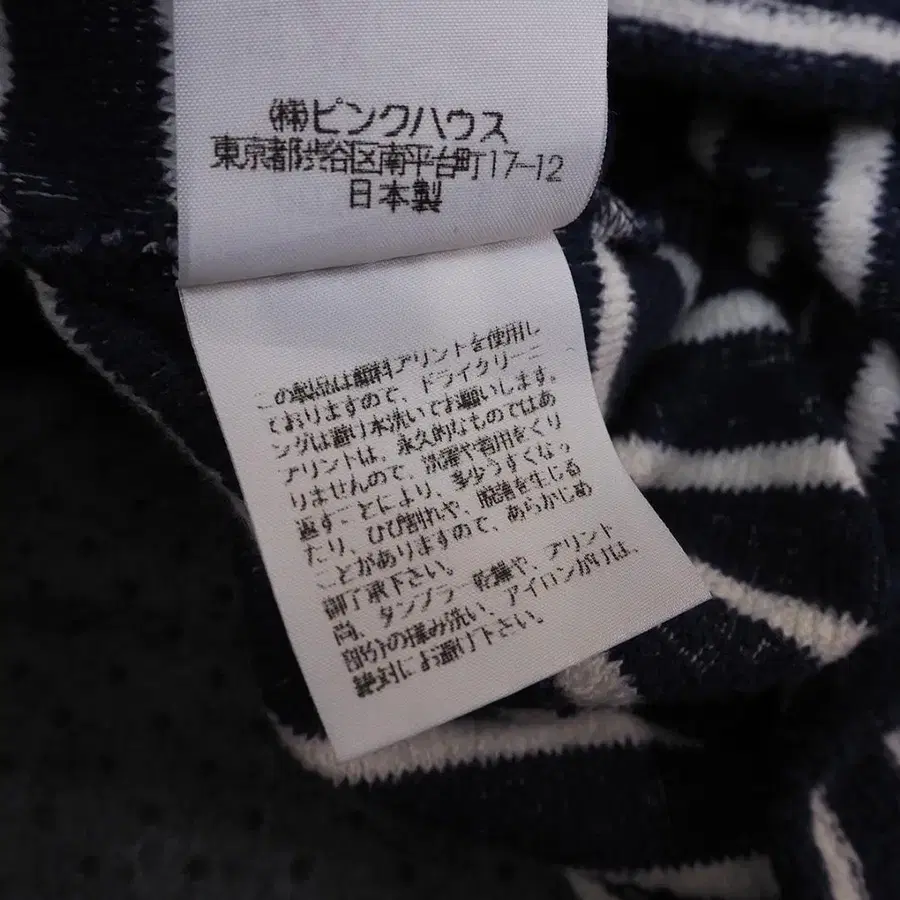 ㈱ピンクハウス
東京都渋谷区南平台町17-12
日本製
この製品は顔料プリントを使用し
ておりますので、ドライクリーニ
ングは避け水洗いでお願いします。
プリントは、永久的なものではあ
りませんので、洗濯や着用をくり
返すことにより、多少うすくなっ
たり、ひび割れや、脱落を生じる
ことがありますので、あらかじめ
御了承下さい。
尚、タンブラー乾燥や、プリント
部分の揉み洗い、アイロンがけは、
絶対にお避け下さい。